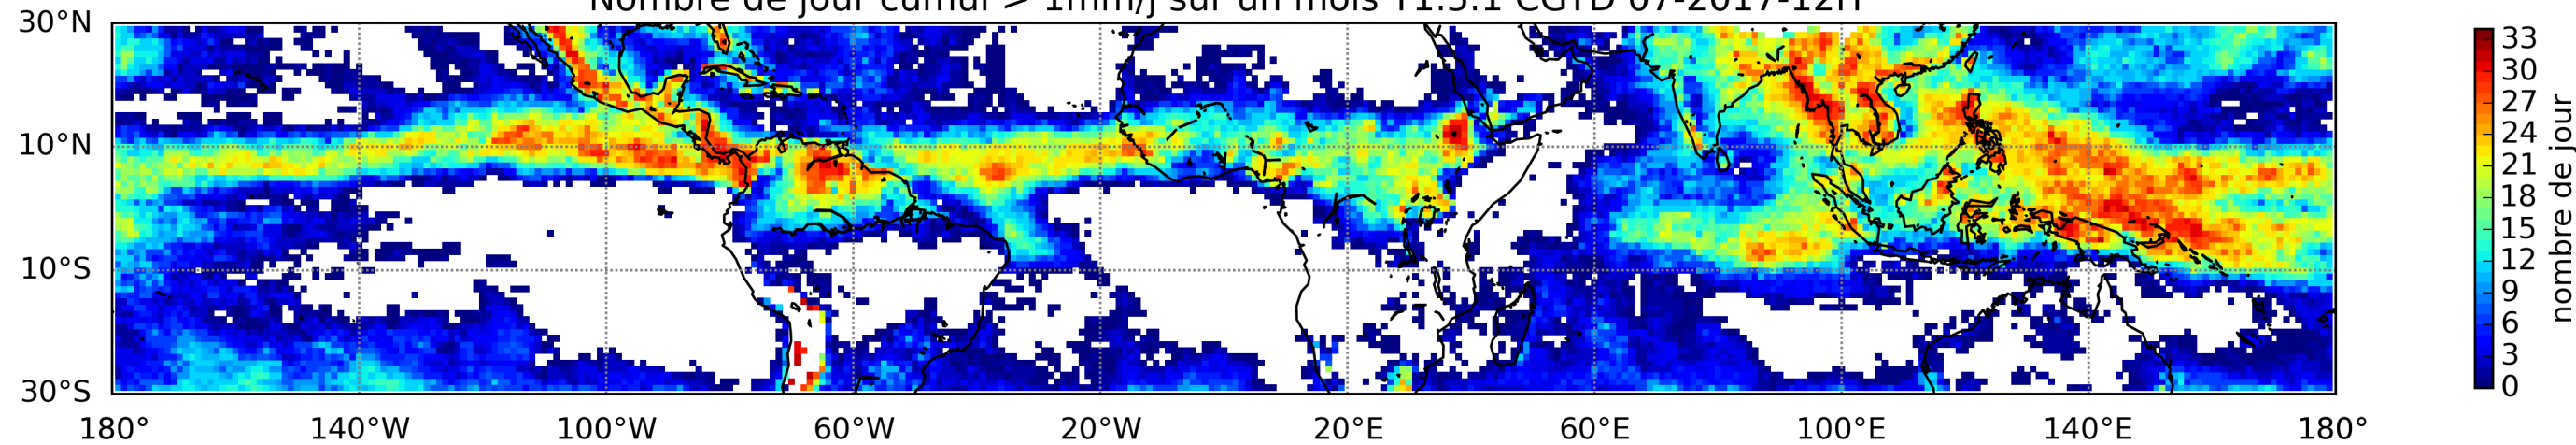 Nombre de jour cumul > 1mm/j sur un mois T1.5.1 CGTD 07-2017-12H
30°N
10°N
10°S
30°S
180°
140°W
100°W
60°W
20°W
20°E
60°E
100°E
140°E
180°
33
30
27
24
21
18
15
12
9
6
3
0
nombre de jour